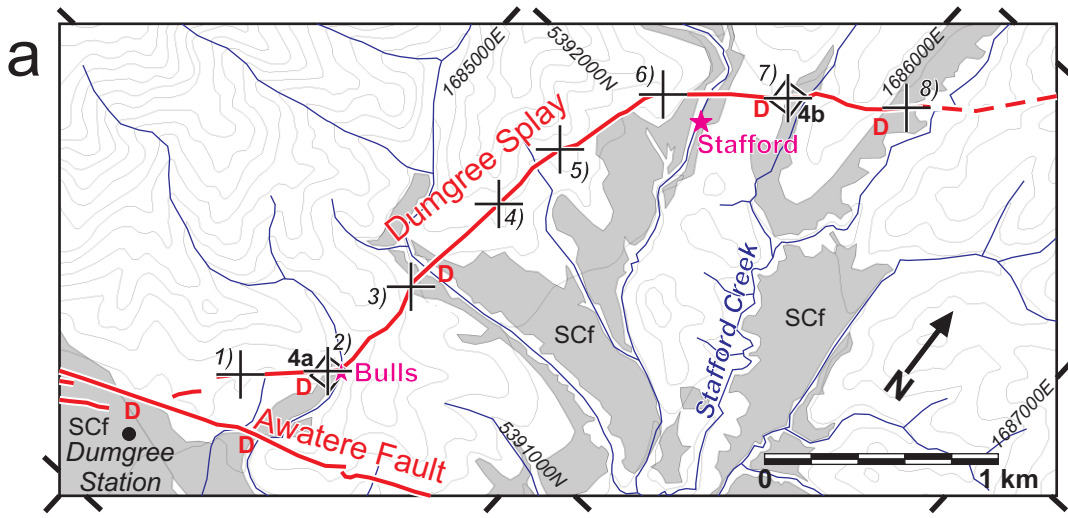 a
1685000E
5392000N
1686000E
6)
7)
8)
D
4b
D
Stafford
Dumgree Splay
5)
4)
D
3)
Stafford Creek
SCf
SCf
1)
4a
2)
D
Bulls
N
D
SCf
Dumgree
Station
D
Awatere Fault
5391000N
1687000E
0
1 km